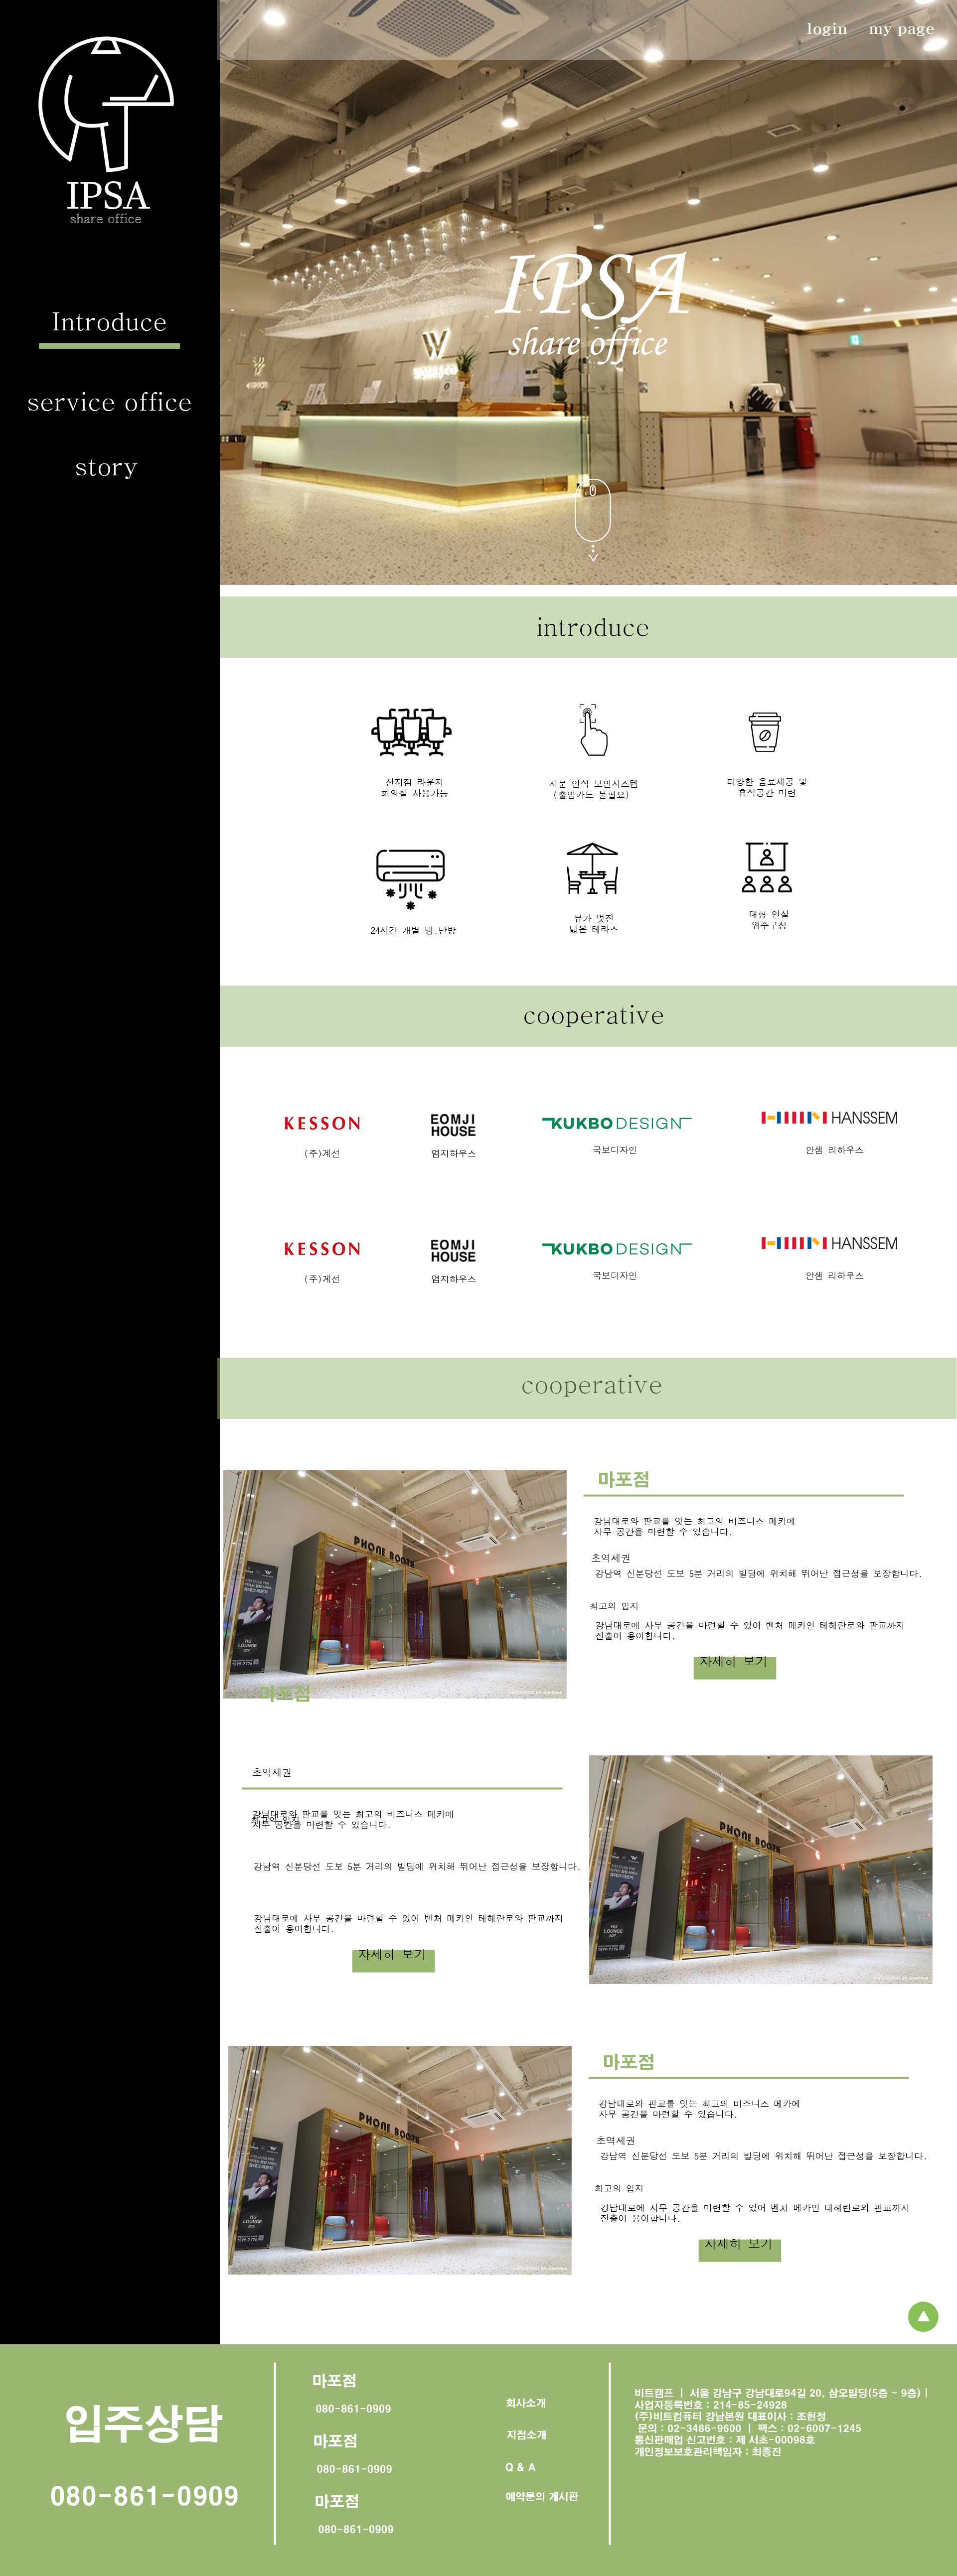 login my page
IPSA
share office
Introduce
service office
story
W
IPSA
share office
introduce
전지점 라운지
회의실 사용가능
지문 인식 보안시스템
(출입카드 불필요)
다양한 음료제공 및
휴식공간 마련
24시간 개별 냉.난방
뷰가 멋진
넓은 테라스
대형 인실
위주구성
cooperative
KESSON
(주)계선
EOMJI
HOUSE
엄지하우스
KUKBO DESIGN
국보디자인
HANSSEM
안샘 리하우스
KESSON
(주)계선
EOMJI
HOUSE
엄지하우스
KUKBO DESIGN
국보디자인
HANSSEM
안샘 리하우스
cooperative
PHONE BOOTH
HU
LOUNGE
마포점
마포점
강남대로와 판교를 잇는 최고의 비즈니스 메카에
사무 공간을 마련할 수 있습니다.
초역세권
강남역 신분당선 도보 5분 거리의 빌딩에 위치해 뛰어난 접근성을 보장합니다.
최고의 입지
강남대로에 사무 공간을 마련할 수 있어 벤처 메카인 테헤란로와 판교까지
진출이 용이합니다.
자세히 보기
초역세권
강남대로와 판교를 잇는 최고의 비즈니스 메카에
최고의 입지
사무 공간을 마련할 수 있습니다.
강남역 신분당선 도보 5분 거리의 빌딩에 위치해 뛰어난 접근성을 보장합니다.
강남대로에 사무 공간을 마련할 수 있어 벤처 메카인 테헤란로와 판교까지
진출이 용이합니다.
자세히 보기
PHONE BOOTH
HU
LOUNGE
PHONE BOOTH
HU
LOUNGE
마포점
강남대로와 판교를 잇는 최고의 비즈니스 메카에
사무 공간을 마련할 수 있습니다.
초역세권
강남역 신분당선 도보 5분 거리의 빌딩에 위치해 뛰어난 접근성을 보장합니다.
최고의 입지
강남대로에 사무 공간을 마련할 수 있어 벤처 메카인 테헤란로와 판교까지
진출이 용이합니다.
자세히 보기
입주상담
080-861-0909
마포점
080-861-0909
마포점
080-861-0909
마포점
080-861-0909
회사소개
지점소개
Q & A
예약문의 게시판
비트캠프 | 서울 강남구 강남대로94길 20, 삼오빌딩(5층 ~ 9층) |
사업자등록번호 : 214-85-24928
(주)비트컴퓨터 강남본원 대표이사 : 조현정
문의 : 02-3486-9600 | 팩스 : 02-6007-1245
통신판매업 신고번호 : 제 서초-00098호
개인정보보호관리책임자 : 최종진